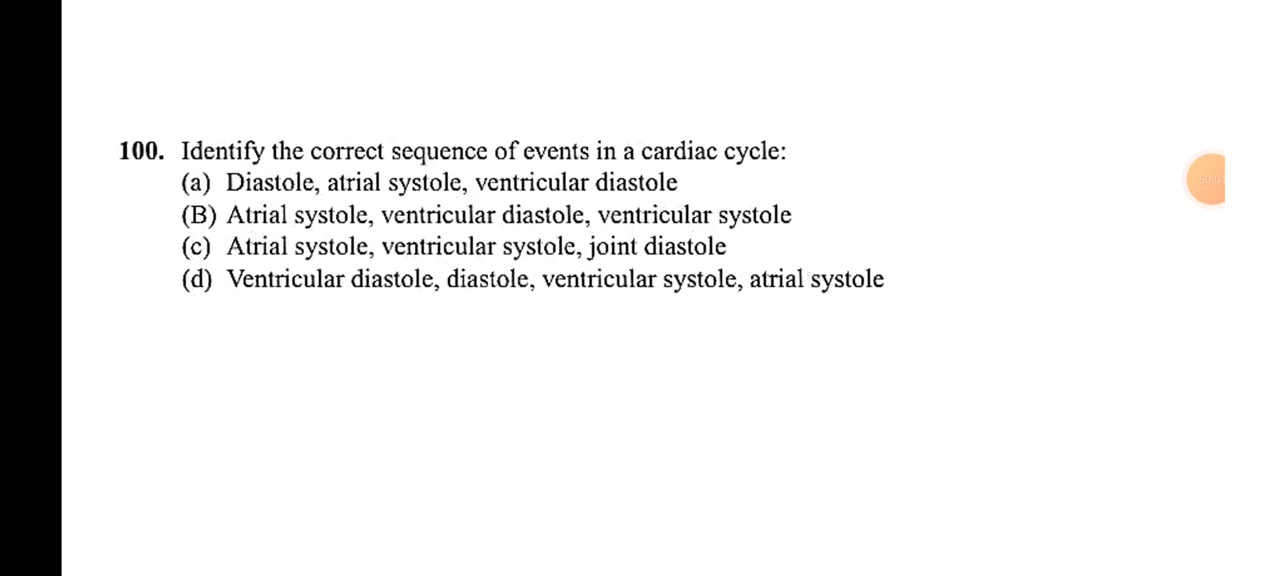 100. Identify the correct sequence of events in a cardiac cycle:
(a) Diastole, atrial systole, ventricular diastole
(B) Atrial systole, ventricular diastole, ventricular systole
(c) Atrial systole, ventricular systole, joint diastole
(d) Ventricular diastole, diastole, ventricular systole, atrial systole